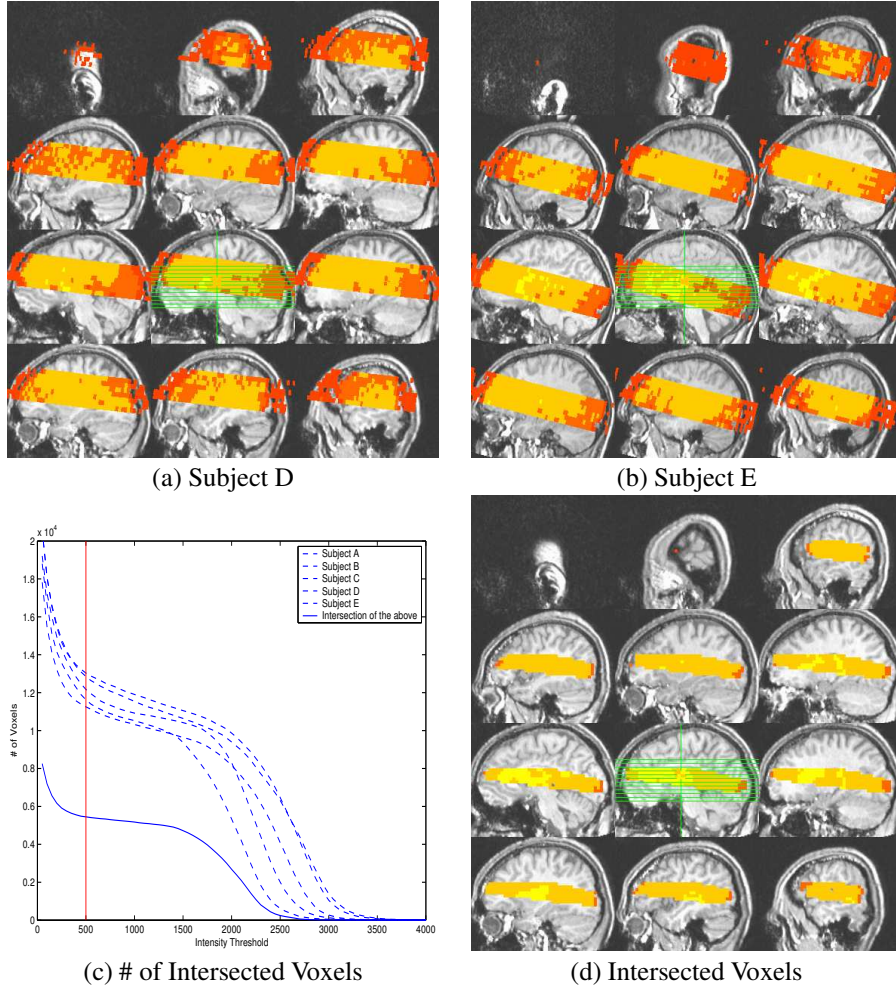 (a) Subject D
(b) Subject E
x 10^4
2
1.8
1.6
1.4
1.2
1
0.8
0.6
0.4
0.2
0
# of Voxels
Subject A
Subject B
Subject C
Subject D
Subject E
Intersection of the above
0
500
1000
1500
2000
2500
3000
3500
4000
Intensity Threshold
(c) # of Intersected Voxels
(d) Intersected Voxels